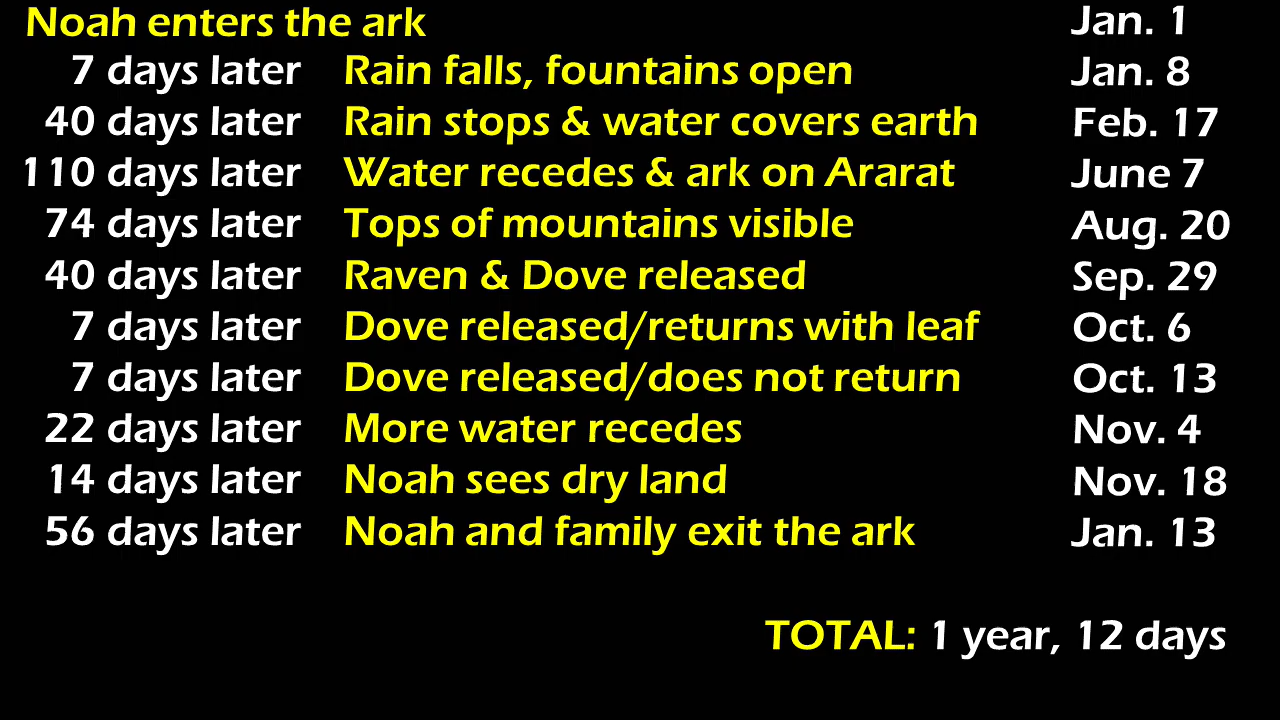 Noah enters the ark Jan. 1
7 days later Rain falls, fountains open Jan. 8
40 days later Rain stops & water covers earth Feb. 17
110 days later Water recedes & ark on Ararat June 7
74 days later Tops of mountains visible Aug. 20
40 days later Raven & Dove released Sep. 29
7 days later Dove released/returns with leaf Oct. 6
7 days later Dove released/does not return Oct. 13
22 days later More water recedes Nov. 4
14 days later Noah sees dry land Nov. 18
56 days later Noah and family exit the ark Jan. 13
TOTAL: 1 year, 12 days